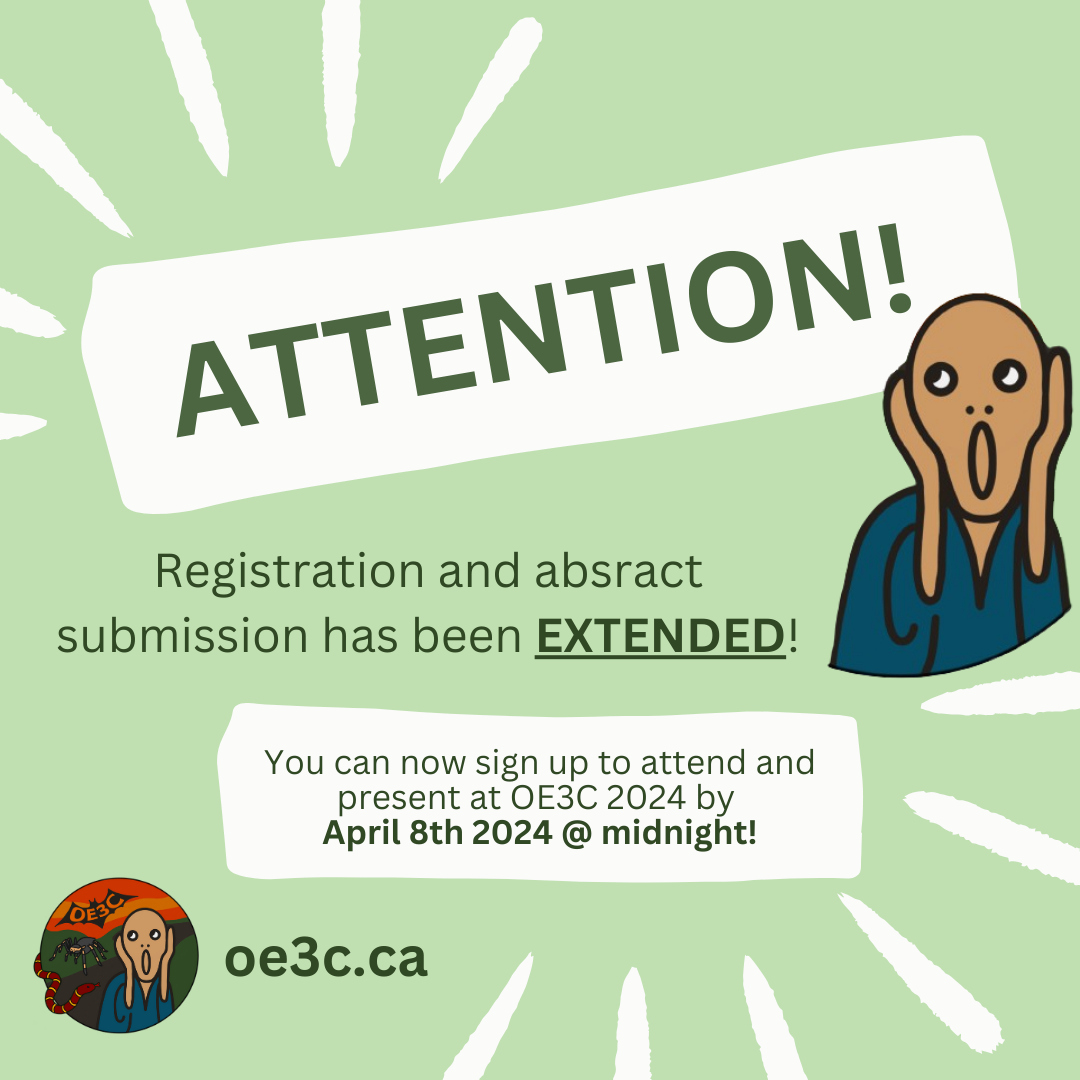 ATTENTION!
Registration and absract
submission has been EXTENDED!
You can now sign up to attend and
present at OE3C 2024 by
April 8th 2024 @ midnight!
OE3C
oe3c.ca